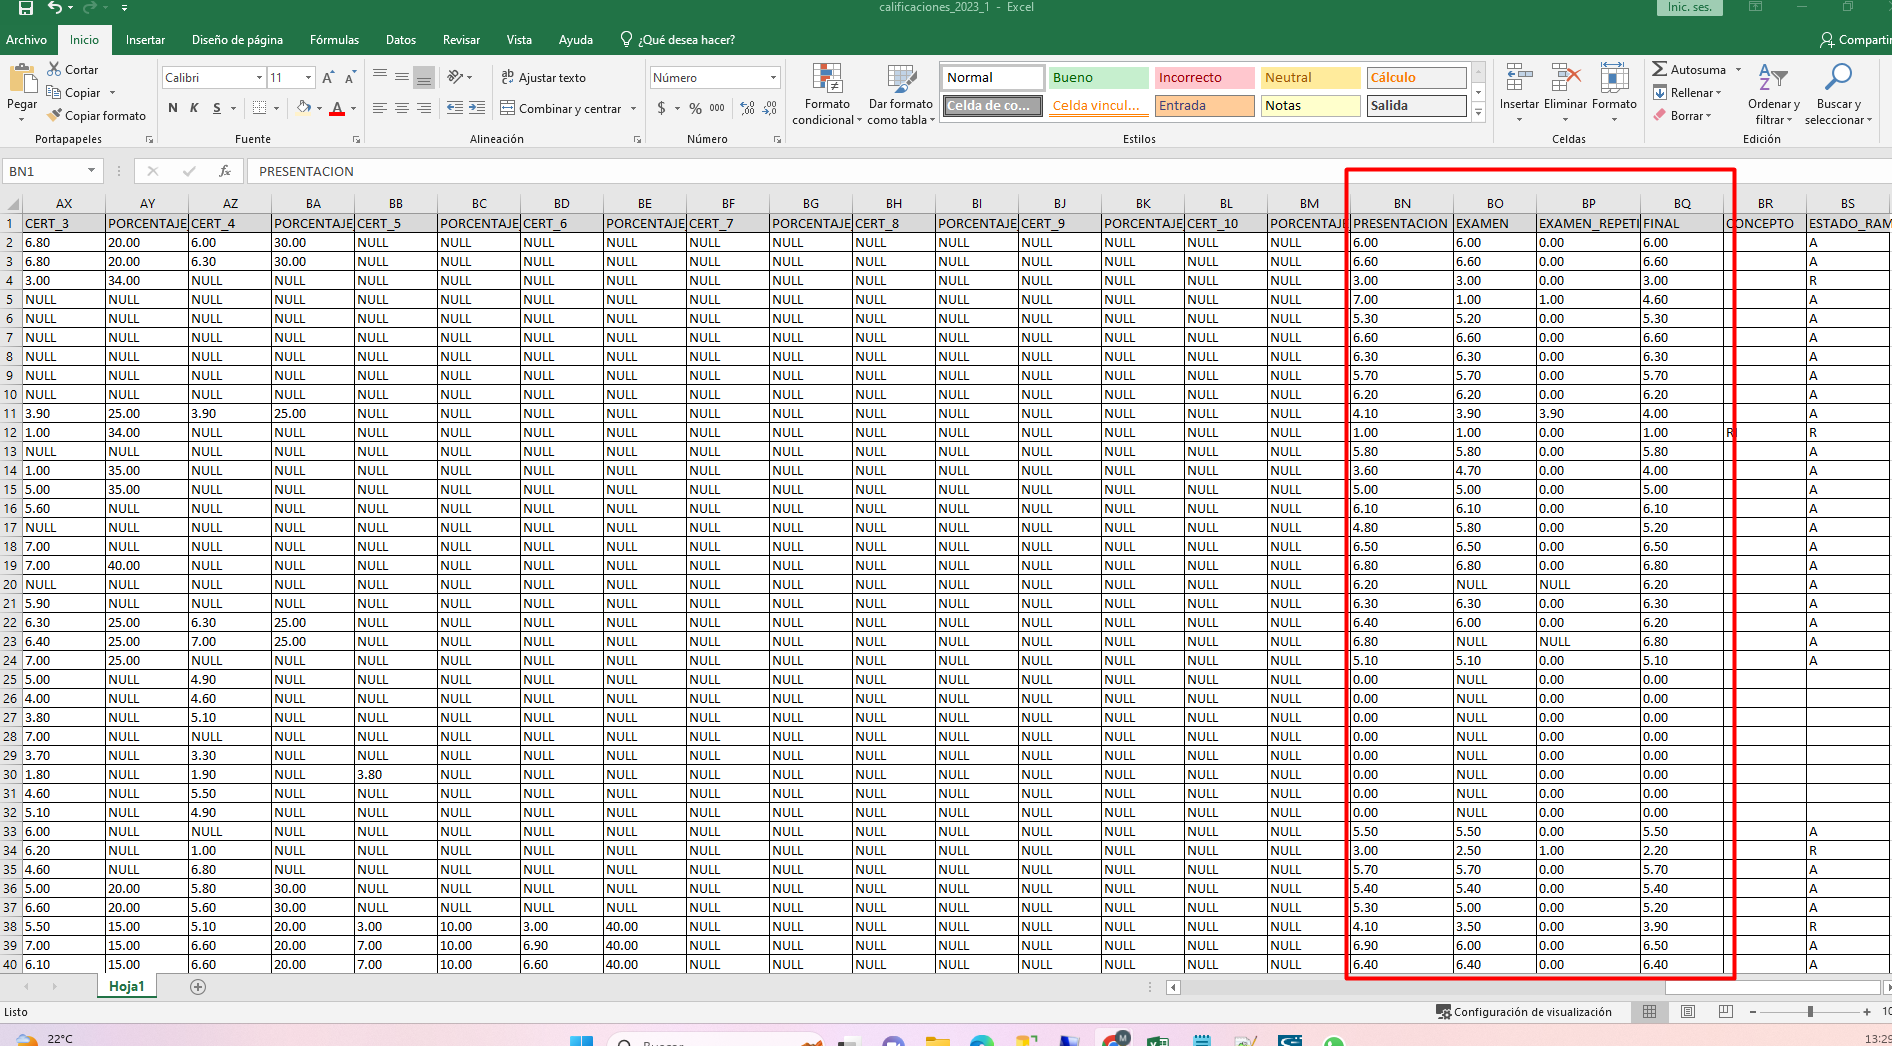 calificaciones_2023_1 - Excel
Inic. ses.
Archivo Inicio Insertar Diseño de página Fórmulas Datos Revisar Vista Ayuda ¿Qué desea hacer? Compartir
Pegar Cortar Copiar Copiar formato
Portapapeles
Calibri 11
N K S
Fuente
Ajustar texto
Combinar y centrar
Alineación
Número
$ % 000
Número
Formato condicional
Dar formato como tabla
Normal Bueno Incorrecto Neutral Cálculo
Celda de co... Celda vincul... Entrada Notas Salida
Estilos
Insertar Eliminar Formato
Celdas
Autosuma
Rellenar
Borrar
Ordenar y filtrar
Buscar y seleccionar
Edición
BN1 fx PRESENTACION
AX AY AZ BA BB BC BD BE BF BG BH BI BJ BK BL BM BN BO BP BQ BR BS
1 CERT_3 PORCENTAJE CERT_4 PORCENTAJE CERT_5 PORCENTAJE CERT_6 PORCENTAJE CERT_7 PORCENTAJE CERT_8 PORCENTAJE CERT_9 PORCENTAJE CERT_10 PORCENTAJE PRESENTACION EXAMEN EXAMEN_REPETI FINAL CONCEPTO ESTADO_RAM
2 6.80 20.00 6.00 30.00 NULL NULL NULL NULL NULL NULL NULL NULL NULL NULL NULL NULL 6.00 6.00 0.00 6.00 A
3 6.80 20.00 6.30 30.00 NULL NULL NULL NULL NULL NULL NULL NULL NULL NULL NULL NULL 6.60 6.60 0.00 6.60 A
4 3.00 34.00 NULL NULL NULL NULL NULL NULL NULL NULL NULL NULL NULL NULL NULL NULL 3.00 3.00 0.00 3.00 R
5 NULL NULL NULL NULL NULL NULL NULL NULL NULL NULL NULL NULL NULL NULL NULL NULL 7.00 1.00 1.00 4.60 A
6 NULL NULL NULL NULL NULL NULL NULL NULL NULL NULL NULL NULL NULL NULL NULL NULL 5.30 5.20 0.00 5.30 A
7 NULL NULL NULL NULL NULL NULL NULL NULL NULL NULL NULL NULL NULL NULL NULL NULL 6.60 6.60 0.00 6.60 A
8 NULL NULL NULL NULL NULL NULL NULL NULL NULL NULL NULL NULL NULL NULL NULL NULL 6.30 6.30 0.00 6.30 A
9 NULL NULL NULL NULL NULL NULL NULL NULL NULL NULL NULL NULL NULL NULL NULL NULL 5.70 5.70 0.00 5.70 A
10 NULL NULL NULL NULL NULL NULL NULL NULL NULL NULL NULL NULL NULL NULL NULL NULL 6.20 6.20 0.00 6.20 A
11 3.90 25.00 3.90 25.00 NULL NULL NULL NULL NULL NULL NULL NULL NULL NULL NULL NULL 4.10 3.90 3.90 4.00 A
12 1.00 34.00 NULL NULL NULL NULL NULL NULL NULL NULL NULL NULL NULL NULL NULL NULL 1.00 1.00 0.00 1.00 R
13 NULL NULL NULL NULL NULL NULL NULL NULL NULL NULL NULL NULL NULL NULL NULL NULL 5.80 5.80 0.00 5.80 A
14 1.00 35.00 NULL NULL NULL NULL NULL NULL NULL NULL NULL NULL NULL NULL NULL NULL 3.60 4.70 0.00 4.00 A
15 5.00 35.00 NULL NULL NULL NULL NULL NULL NULL NULL NULL NULL NULL NULL NULL NULL 5.00 5.00 0.00 5.00 A
16 5.60 NULL NULL NULL NULL NULL NULL NULL NULL NULL NULL NULL NULL NULL NULL NULL 6.10 6.10 0.00 6.10 A
17 NULL NULL NULL NULL NULL NULL NULL NULL NULL NULL NULL NULL NULL NULL NULL NULL 4.80 5.80 0.00 5.20 A
18 7.00 NULL NULL NULL NULL NULL NULL NULL NULL NULL NULL NULL NULL NULL NULL NULL 6.50 6.50 0.00 6.50 A
19 7.00 40.00 NULL NULL NULL NULL NULL NULL NULL NULL NULL NULL NULL NULL NULL NULL 6.80 6.80 0.00 6.80 A
20 NULL NULL NULL NULL NULL NULL NULL NULL NULL NULL NULL NULL NULL NULL NULL NULL 6.20 NULL NULL 6.20 A
21 5.90 NULL NULL NULL NULL NULL NULL NULL NULL NULL NULL NULL NULL NULL NULL NULL 6.30 6.30 0.00 6.30 A
22 6.30 25.00 6.30 25.00 NULL NULL NULL NULL NULL NULL NULL NULL NULL NULL NULL NULL 6.40 6.00 0.00 6.20 A
23 6.40 25.00 7.00 25.00 NULL NULL NULL NULL NULL NULL NULL NULL NULL NULL NULL NULL 6.80 NULL NULL 6.80 A
24 7.00 25.00 NULL NULL NULL NULL NULL NULL NULL NULL NULL NULL NULL NULL NULL NULL 5.10 5.10 0.00 5.10 A
25 5.00 NULL 4.90 NULL NULL NULL NULL NULL NULL NULL NULL NULL NULL NULL NULL NULL 0.00 NULL 0.00 0.00
26 4.00 NULL 4.60 NULL NULL NULL NULL NULL NULL NULL NULL NULL NULL NULL NULL NULL 0.00 NULL 0.00 0.00
27 3.80 NULL 5.10 NULL NULL NULL NULL NULL NULL NULL NULL NULL NULL NULL NULL NULL 0.00 NULL 0.00 0.00
28 7.00 NULL NULL NULL NULL NULL NULL NULL NULL NULL NULL NULL NULL NULL NULL NULL 0.00 NULL 0.00 0.00
29 3.70 NULL 3.30 NULL NULL NULL NULL NULL NULL NULL NULL NULL NULL NULL NULL NULL 0.00 NULL 0.00 0.00
30 1.80 NULL 1.90 NULL 3.80 NULL NULL NULL NULL NULL NULL NULL NULL NULL NULL NULL 0.00 NULL 0.00 0.00
31 4.60 NULL 5.50 NULL NULL NULL NULL NULL NULL NULL NULL NULL NULL NULL NULL NULL 0.00 NULL 0.00 0.00
32 5.10 NULL 4.90 NULL NULL NULL NULL NULL NULL NULL NULL NULL NULL NULL NULL NULL 0.00 NULL 0.00 0.00
33 6.00 NULL NULL NULL NULL NULL NULL NULL NULL NULL NULL NULL NULL NULL NULL NULL 5.50 5.50 0.00 5.50 A
34 6.20 NULL 1.00 NULL NULL NULL NULL NULL NULL NULL NULL NULL NULL NULL NULL NULL 3.00 2.50 1.00 2.20 R
35 4.60 NULL 6.80 NULL NULL NULL NULL NULL NULL NULL NULL NULL NULL NULL NULL NULL 5.70 5.70 0.00 5.70 A
36 5.00 20.00 5.80 30.00 NULL NULL NULL NULL NULL NULL NULL NULL NULL NULL NULL NULL 5.40 5.40 0.00 5.40 A
37 6.60 20.00 5.60 30.00 NULL NULL NULL NULL NULL NULL NULL NULL NULL NULL NULL NULL 5.30 5.00 0.00 5.20 A
38 5.50 15.00 5.10 20.00 3.00 10.00 3.00 40.00 NULL NULL NULL NULL NULL NULL NULL NULL 4.10 3.50 0.00 3.90 R
39 7.00 15.00 6.60 20.00 7.00 10.00 6.90 40.00 NULL NULL NULL NULL NULL NULL NULL NULL 6.90 6.00 0.00 6.50 A
40 6.10 15.00 6.60 20.00 7.00 10.00 6.60 40.00 NULL NULL NULL NULL NULL NULL NULL NULL 6.40 6.40 0.00 6.40 A
Hoja1
Listo Configuración de visualización
22°C
13:29